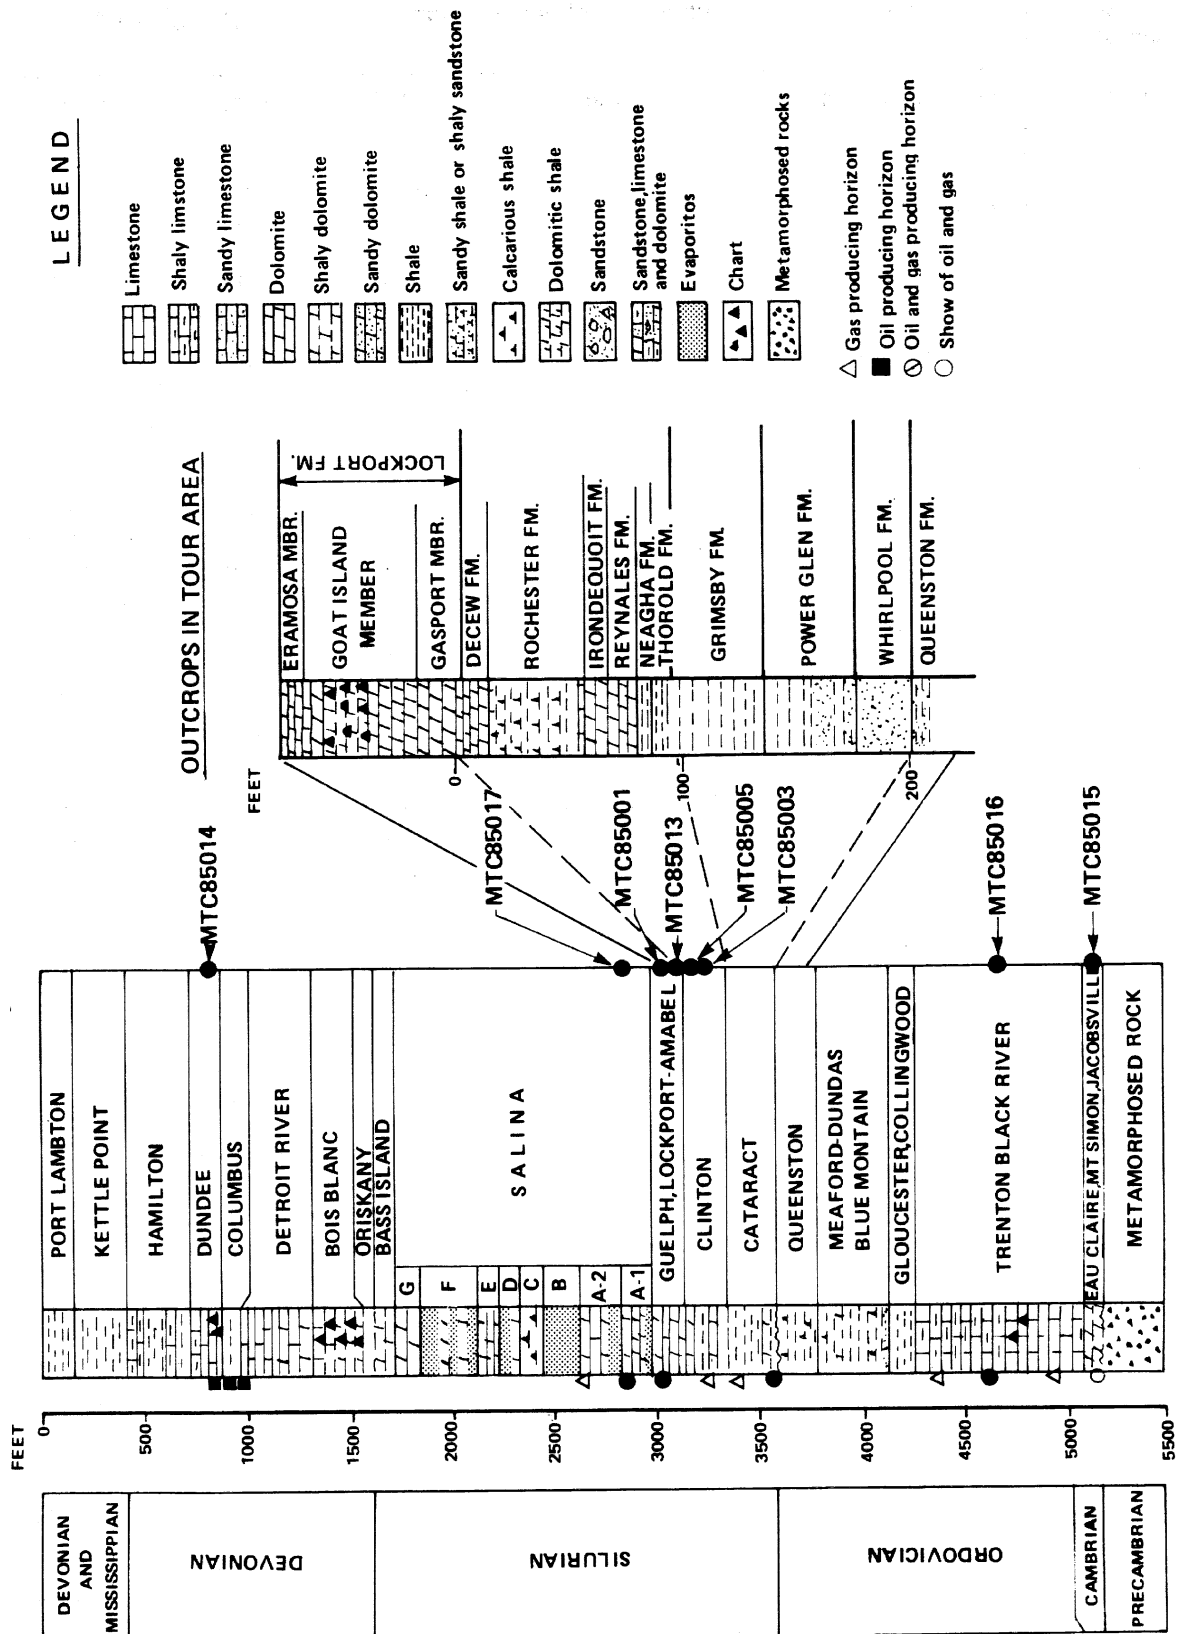 LEGEND
Limestone
Shaly limstone
Sandy limestone
Dolomite
Shaly dolomite
Sandy dolomite
Shale
Sandy shale or shaly sandstone
Calcarious shale
Dolomitic shale
Sandstone
Sandstone,limestone
and dolomite
Evaporitos
Chart
Metamorphosed rocks
Gas producing horizon
Oil producing horizon
Oil and gas producing horizon
Show of oil and gas
OUTCROPS IN TOUR AREA
FEET
0
100
200
LOCKPORT FM.
ERAMOSA MBR.
GOAT ISLAND
MEMBER
GASPORT MBR.
DECEW FM.
ROCHESTER FM.
IRONDEQUOIT FM.
REYNALES FM.
NEAGHA FM.
THOROLD FM.
GRIMSBY FM.
POWER GLEN FM.
WHIRLPOOL FM.
QUEENSTON FM.
MTC85014
MTC85017
MTC85001
MTC85013
MTC85005
MTC85003
MTC85016
MTC85015
PORT LAMBTON
KETTLE POINT
HAMILTON
DUNDEE
COLUMBUS
DETROIT RIVER
BOIS BLANC
ORISKANY
BASS ISLAND
SALINA
G
F
E
D
C
B
A-2
A-1
GUELPH, LOCKPORT-AMABEL
CLINTON
CATARACT
QUEENSTON
MEAFORD-DUNDAS
BLUE MONTAIN
GLOUCESTER,COLLINGWOOD
TRENTON BLACK RIVER
EAU CLAIRE,MT SIMON,JACOBSVILLE
METAMORPHOSED ROCK
FEET
0
500
1000
1500
2000
2500
3000
3500
4000
4500
5000
5500
DEVONIAN
AND
MISSISSIPPIAN
DEVONIAN
SILURIAN
ORDOVICIAN
CAMBRIAN
PRECAMBRIAN